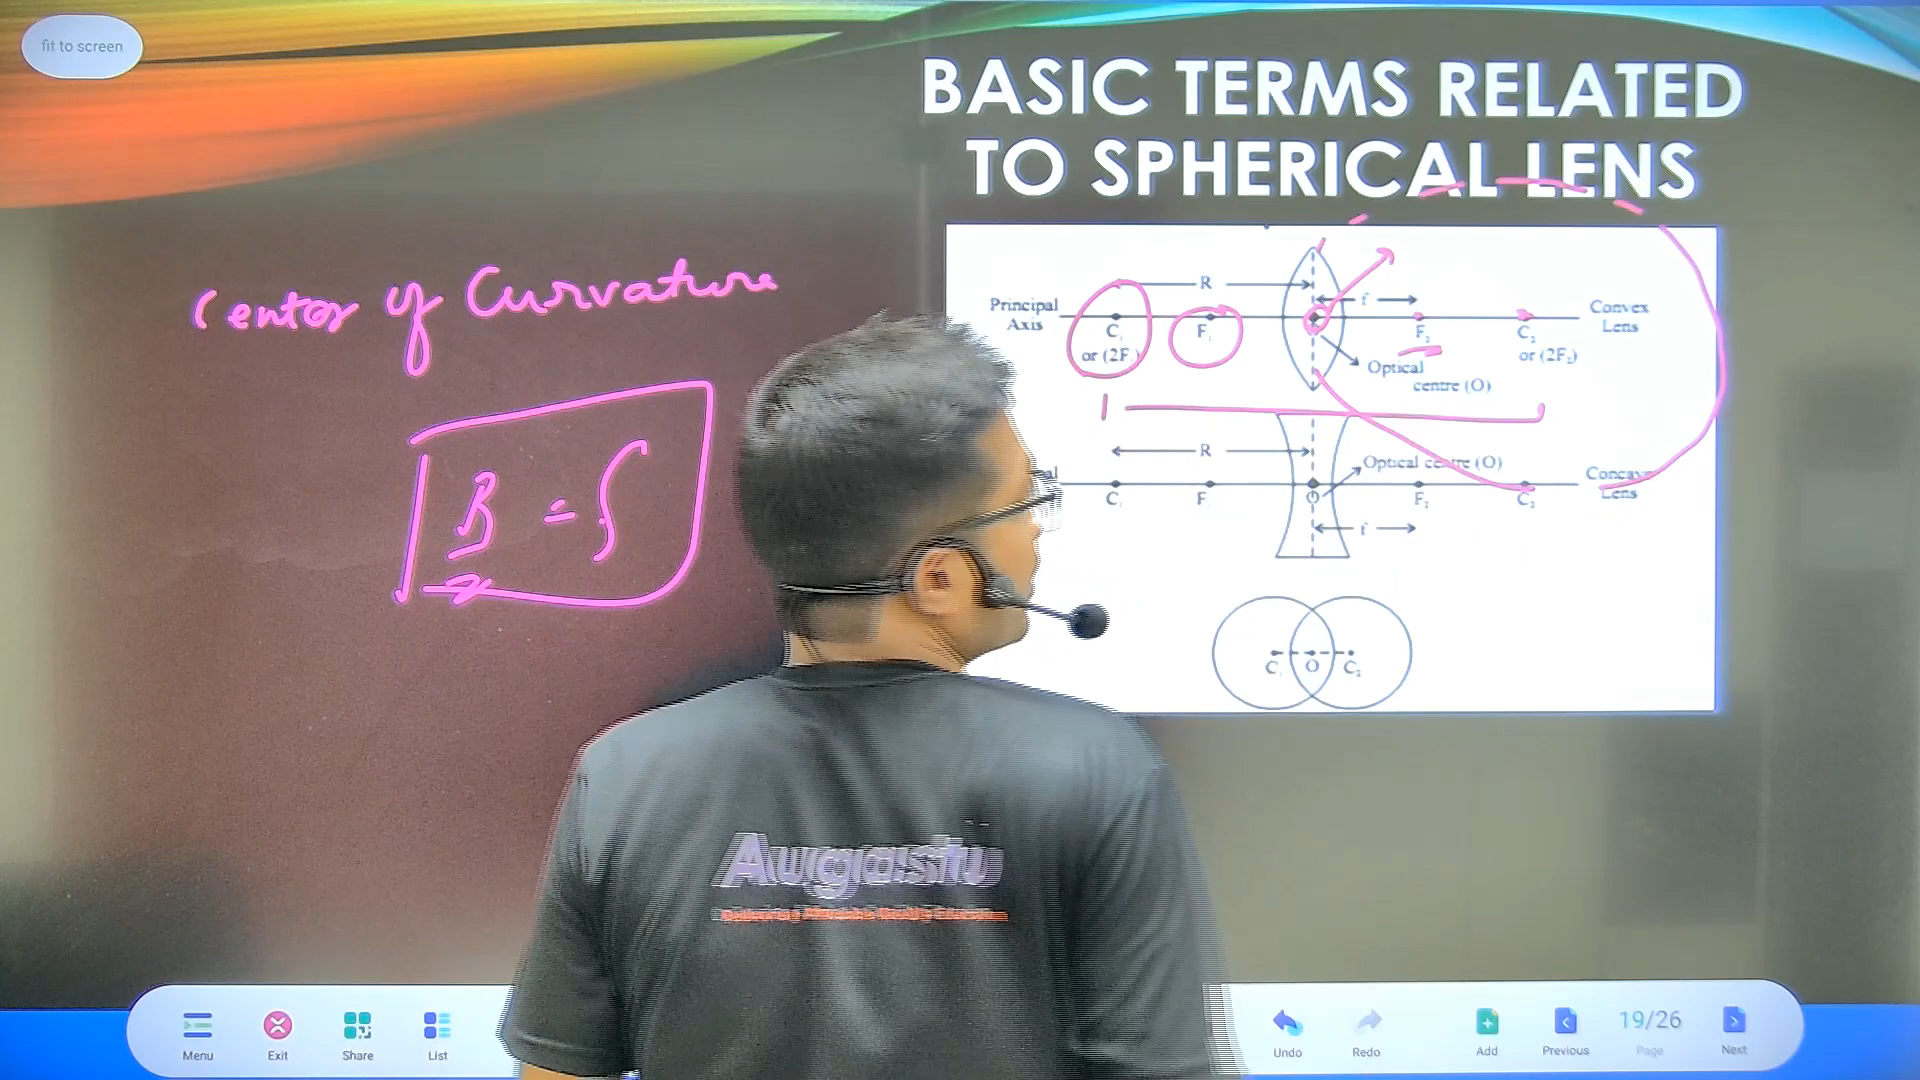 fit to screen
BASIC TERMS RELATED
TO SPHERICAL LENS
Center of Curvature
R
Principal
Axis
C₁
or (2F₁)
F₁
f
F₂
C₂
or (2F₂)
Convex
Lens
Optical
centre (O)
R
Optical centre (O)
C₁
F₁
O
F₂
C₂
Concave
Lens
f
C₁ O C₂
Augastu
Menu
Exit
Share
List
Undo
Redo
Add
Previous
19/26
Page
Next